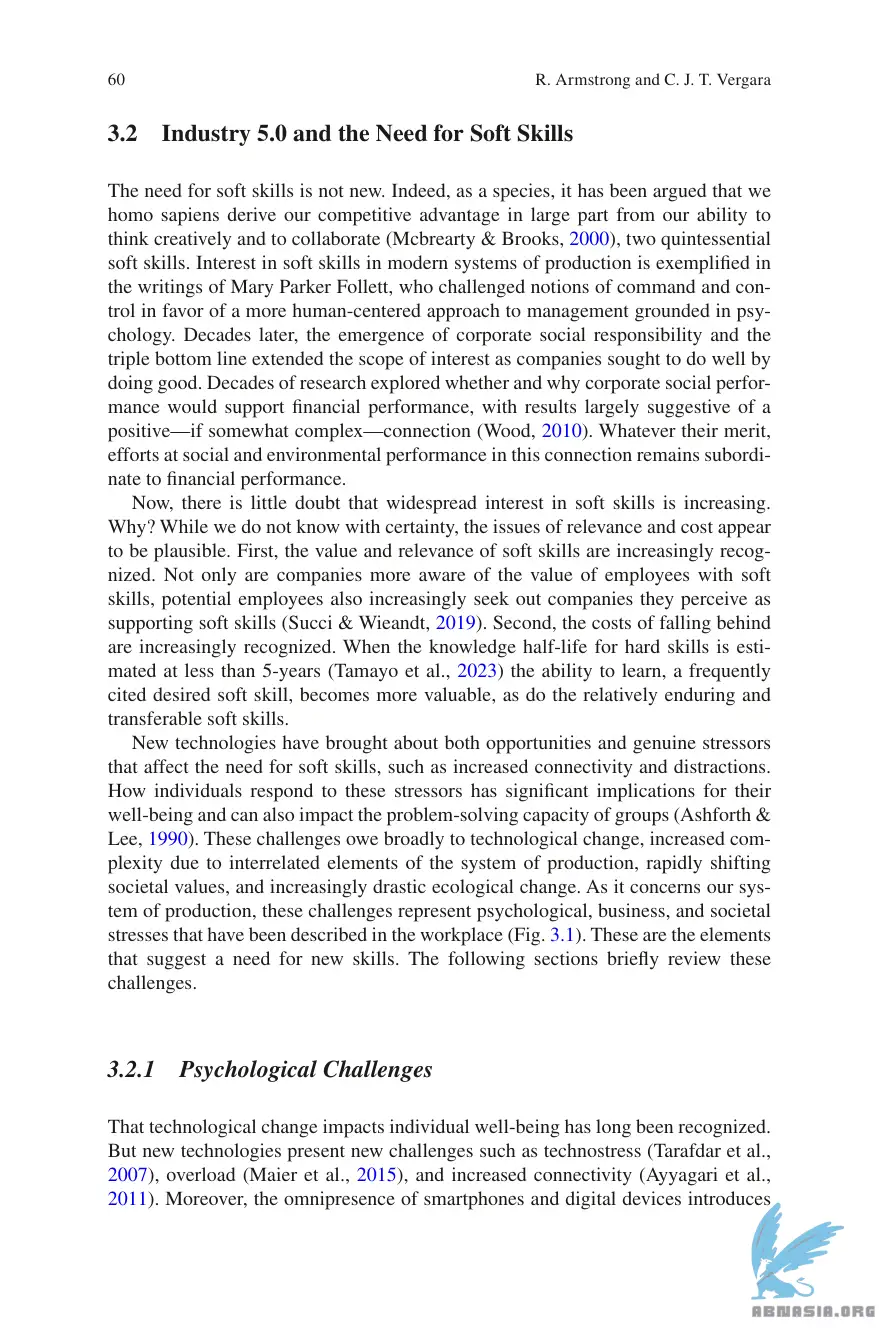 60
R. Armstrong and C. J. T. Vergara
3.2 Industry 5.0 and the Need for Soft Skills
The need for soft skills is not new. Indeed, as a species, it has been argued that we
homo sapiens derive our competitive advantage in large part from our ability to
think creatively and to collaborate (Mcbrearty & Brooks, 2000), two quintessential
soft skills. Interest in soft skills in modern systems of production is exemplified in
the writings of Mary Parker Follett, who challenged notions of command and con-
trol in favor of a more human-centered approach to management grounded in psy-
chology. Decades later, the emergence of corporate social responsibility and the
triple bottom line extended the scope of interest as companies sought to do well by
doing good. Decades of research explored whether and why corporate social perfor-
mance would support financial performance, with results largely suggestive of a
positive—if somewhat complex—connection (Wood, 2010). Whatever their merit,
efforts at social and environmental performance in this connection remains subordi-
nate to financial performance.
Now, there is little doubt that widespread interest in soft skills is increasing.
Why? While we do not know with certainty, the issues of relevance and cost appear
to be plausible. First, the value and relevance of soft skills are increasingly recog-
nized. Not only are companies more aware of the value of employees with soft
skills, potential employees also increasingly seek out companies they perceive as
supporting soft skills (Succi & Wieandt, 2019). Second, the costs of falling behind
are increasingly recognized. When the knowledge half-life for hard skills is esti-
mated at less than 5-years (Tamayo et al., 2023) the ability to learn, a frequently
cited desired soft skill, becomes more valuable, as do the relatively enduring and
transferable soft skills.
New technologies have brought about both opportunities and genuine stressors
that affect the need for soft skills, such as increased connectivity and distractions.
How individuals respond to these stressors has significant implications for their
well-being and can also impact the problem-solving capacity of groups (Ashforth &
Lee, 1990). These challenges owe broadly to technological change, increased com-
plexity due to interrelated elements of the system of production, rapidly shifting
societal values, and increasingly drastic ecological change. As it concerns our sys-
tem of production, these challenges represent psychological, business, and societal
stresses that have been described in the workplace (Fig. 3.1). These are the elements
that suggest a need for new skills. The following sections briefly review these
challenges.
3.2.1 Psychological Challenges
That technological change impacts individual well-being has long been recognized.
But new technologies present new challenges such as technostress (Tarafdar et al.,
2007), overload (Maier et al., 2015), and increased connectivity (Ayyagari et al.,
2011). Moreover, the omnipresence of smartphones and digital devices introduces
ABNASIA.ORG